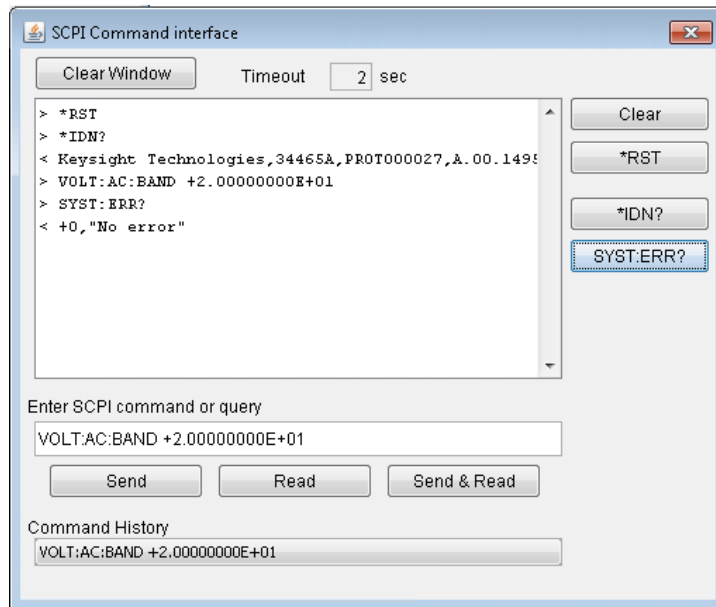 SCPI Command interface
Clear Window Timeout 2 sec
> *RST
> *IDN?
< Keysight Technologies,34465A,PROT000027,A.00.1495
> VOLT:AC:BAND +2.00000000E+01
> SYST:ERR?
< +0,"No error"
Clear
*RST
*IDN?
SYST:ERR?
Enter SCPI command or query
VOLT:AC:BAND +2.00000000E+01
Send Read Send & Read
Command History
VOLT:AC:BAND +2.00000000E+01